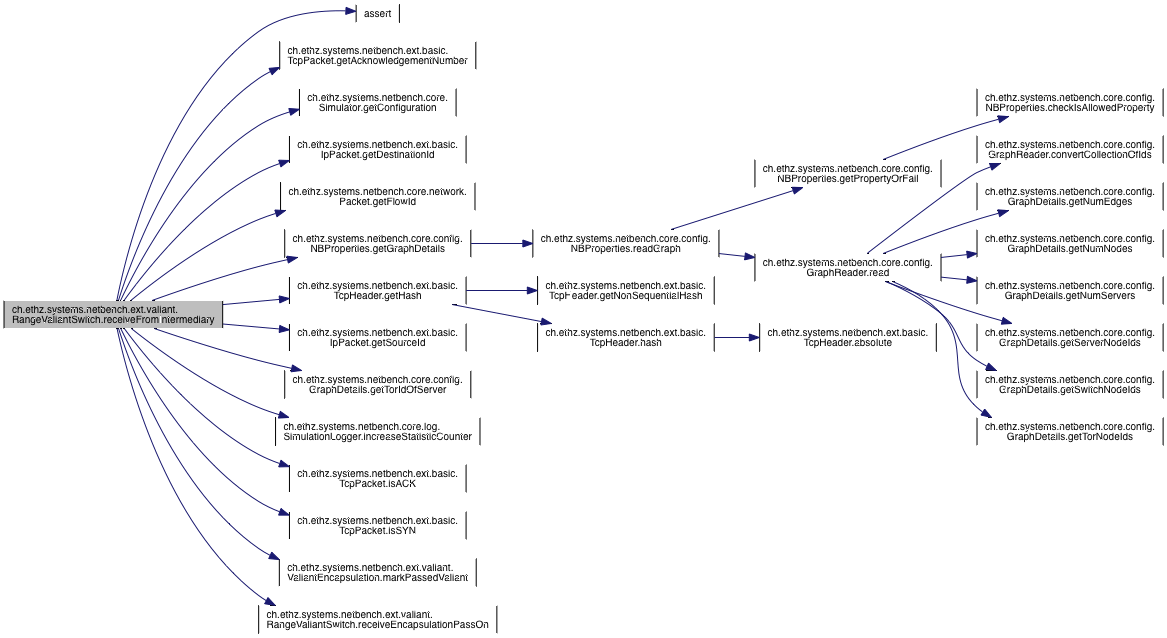 ch.ethz.systems.netbench.ext.valiant.
RangeValiantSwitch.receiveFromIntermediary
assert
ch.ethz.systems.netbench.ext.basic.
TcpPacket.getAcknowledgementNumber
ch.ethz.systems.netbench.core.
Simulator.getConfiguration
ch.ethz.systems.netbench.ext.basic.
IpPacket.getDestinationId
ch.ethz.systems.netbench.core.network.
Packet.getFlowId
ch.ethz.systems.netbench.core.config.
NBProperties.getGraphDetails
ch.ethz.systems.netbench.ext.basic.
TcpHeader.getHash
ch.ethz.systems.netbench.ext.basic.
IpPacket.getSourceId
ch.ethz.systems.netbench.core.config.
GraphDetails.getTorIdOfServer
ch.ethz.systems.netbench.core.log.
SimulationLogger.increaseStatisticCounter
ch.ethz.systems.netbench.ext.basic.
TcpPacket.isACK
ch.ethz.systems.netbench.ext.basic.
TcpPacket.isSYN
ch.ethz.systems.netbench.ext.valiant.
ValiantEncapsulation.markPassedValiant
ch.ethz.systems.netbench.ext.valiant.
RangeValiantSwitch.receiveEncapsulationPassOn
ch.ethz.systems.netbench.core.config.
NBProperties.readGraph
ch.ethz.systems.netbench.ext.basic.
TcpHeader.getNonSequentialHash
ch.ethz.systems.netbench.ext.basic.
TcpHeader.hash
ch.ethz.systems.netbench.core.config.
NBProperties.getPropertyOrFail
ch.ethz.systems.netbench.core.config.
GraphReader.read
ch.ethz.systems.netbench.ext.basic.
TcpHeader.absolute
ch.ethz.systems.netbench.core.config.
NBProperties.checkIsAllowedProperty
ch.ethz.systems.netbench.core.config.
GraphReader.convertCollectionOfIds
ch.ethz.systems.netbench.core.config.
GraphDetails.getNumEdges
ch.ethz.systems.netbench.core.config.
GraphDetails.getNumNodes
ch.ethz.systems.netbench.core.config.
GraphDetails.getNumServers
ch.ethz.systems.netbench.core.config.
GraphDetails.getServerNodeIds
ch.ethz.systems.netbench.core.config.
GraphDetails.getSwitchNodeIds
ch.ethz.systems.netbench.core.config.
GraphDetails.getTorNodeIds